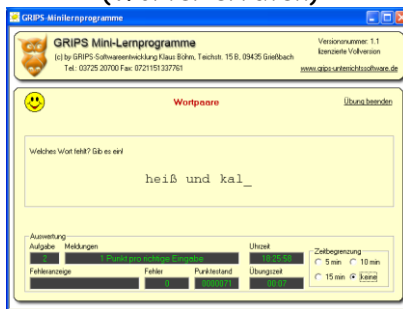 GRIPS-Minilernprogramme
GRIPS Mini-Lernprogramme
(c) by GRIPS-Softwareentwicklung Klaus Böhm, Teichstr. 15 B, 09435 Grießbach
Tel.: 03725 20700 Fax: 0721151337761
Versionsnummer: 1.1
lizenzierte Vollversion
www.grips-unterrichtssoftware.de
Wortpaare
Übung beenden
Welches Wort fehlt? Gib es ein!
heiß und kal_
Auswertung
Aufgabe Meldungen Uhrzeit
2 1 Punkt pro richtige Eingabe 18:25:58
Fehleranzeige Fehler Punktestand Übungszeit
0 0000871 00:07
Zeitbegrenzung
5 min 10 min
15 min keine